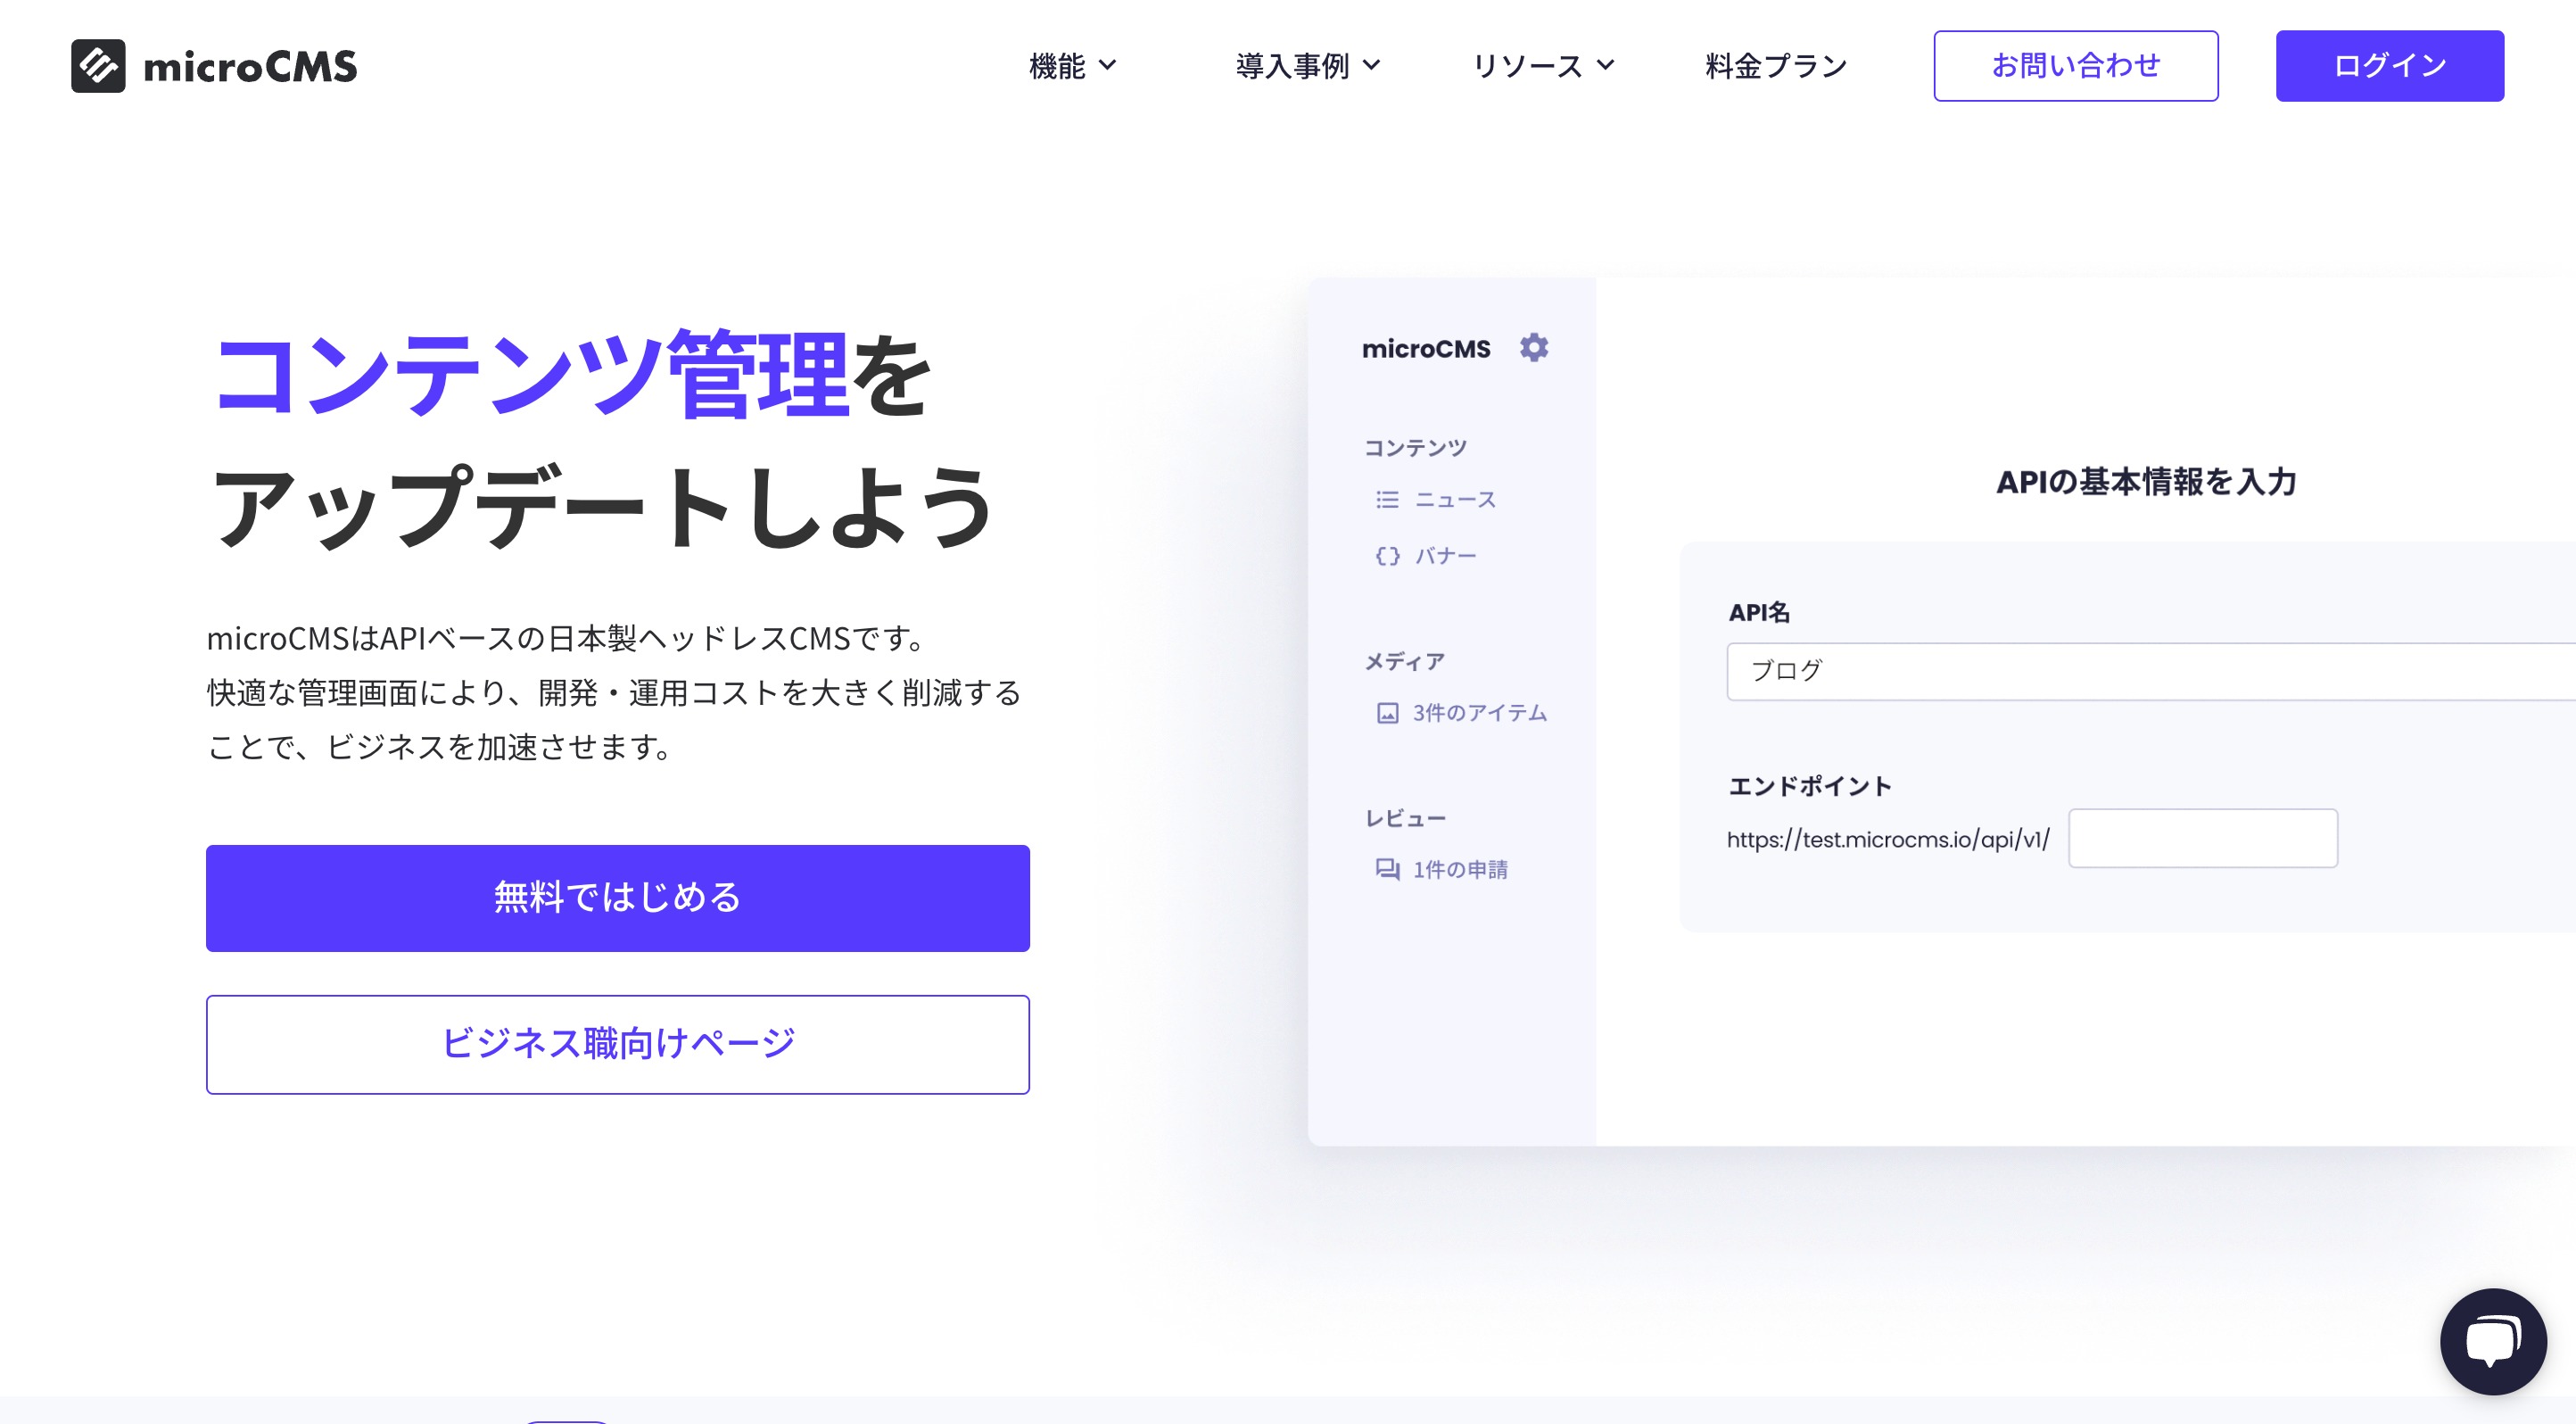 microCMS
機能
導入事例
リソース
料金プラン
お問い合わせ
ログイン
コンテンツ管理を
アップデートしよう
microCMSはAPIベースの日本製ヘッドレスCMSです。
快適な管理画面により、開発・運用コストを大きく削減する
ことで、ビジネスを加速させます。
無料ではじめる
ビジネス職向けページ
microCMS
コンテンツ
ニュース
バナー
メディア
3件のアイテム
レビュー
1件の申請
APIの基本情報を入力
API名
ブログ
エンドポイント
https://test.microcms.io/api/v1/